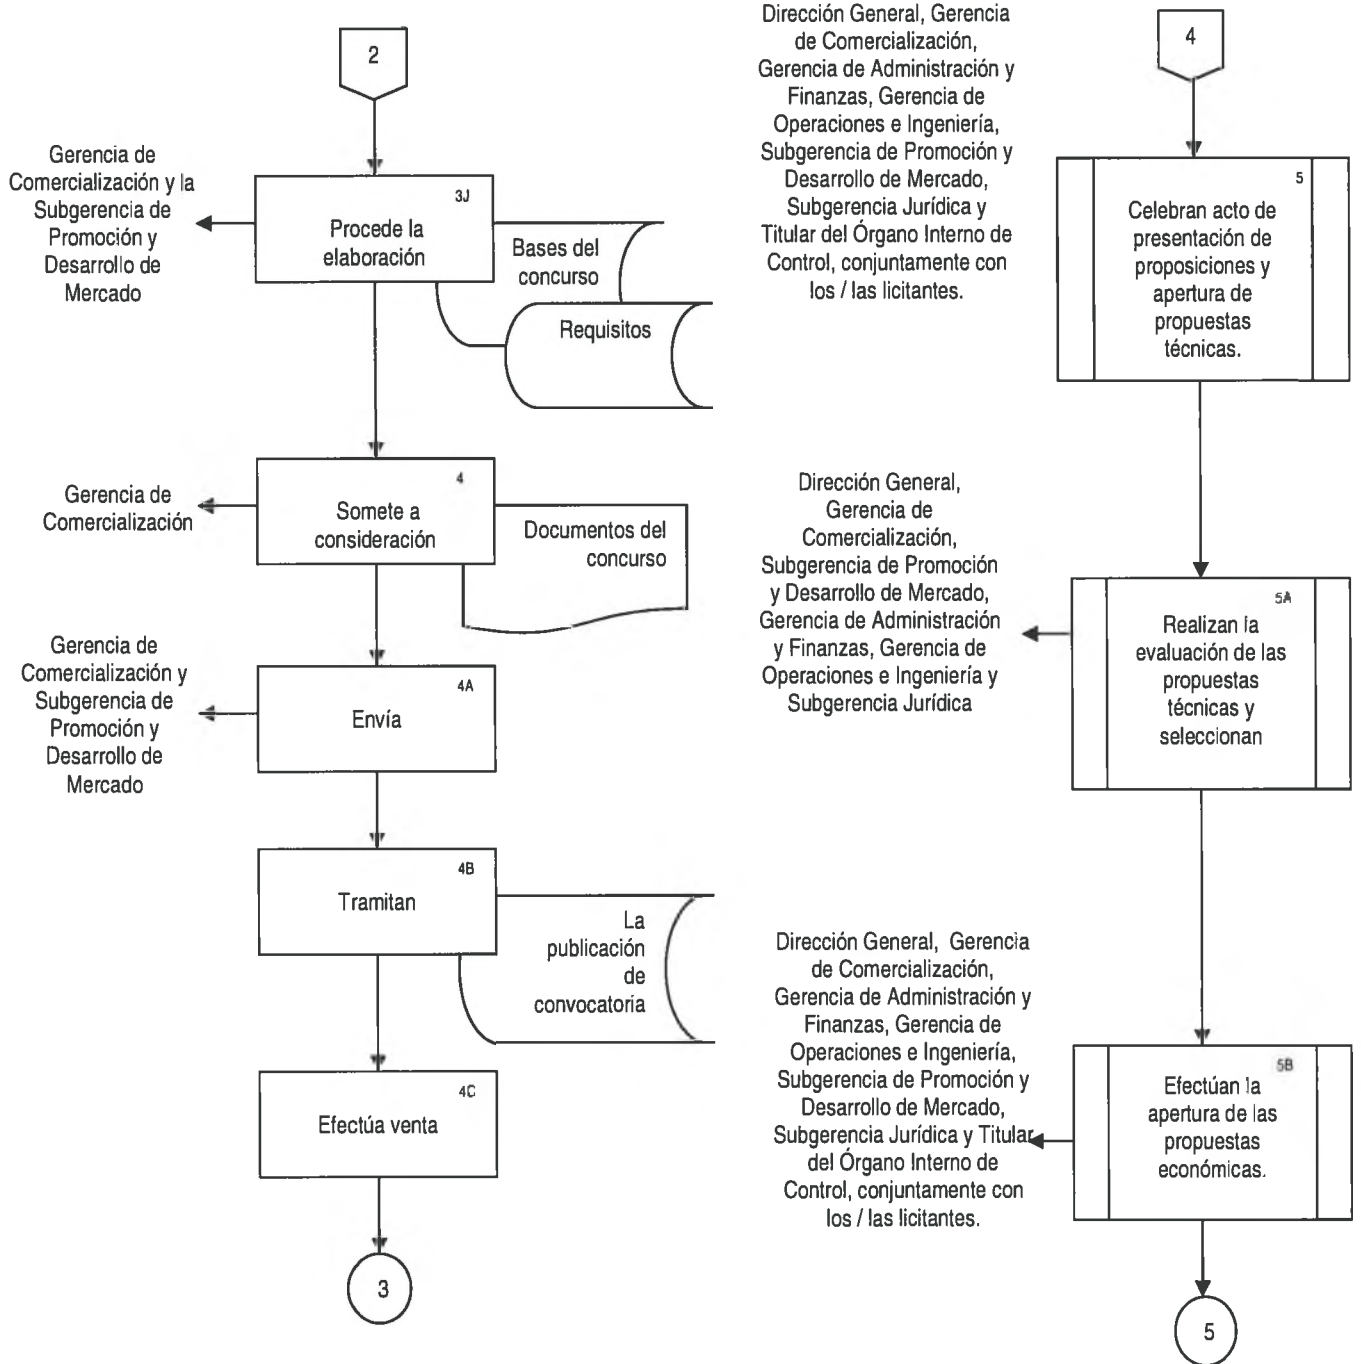 2
Gerencia de
Comercialización y la
Subgerencia de
Promoción y
Desarrollo de
Mercado
3J
Procede la
elaboración
Bases del
concurso
Requisitos
Gerencia de
Comercialización
4
Somete a
consideración
Documentos del
concurso
Gerencia de
Comercialización y
Subgerencia de
Promoción y
Desarrollo de
Mercado
4A
Envía
4B
Tramitan
La
publicación
de
convocatoria
4C
Efectúa venta
3
Dirección General, Gerencia
de Comercialización,
Gerencia de Administración y
Finanzas, Gerencia de
Operaciones e Ingeniería,
Subgerencia de Promoción y
Desarrollo de Mercado,
Subgerencia Jurídica y
Titular del Órgano Interno de
Control, conjuntamente con
los / las licitantes.
4
5
Celebran acto de
presentación de
proposiciones y
apertura de
propuestas
técnicas.
Dirección General,
Gerencia de
Comercialización,
Subgerencia de Promoción
y Desarrollo de Mercado,
Gerencia de Administración
y Finanzas, Gerencia de
Operaciones e Ingeniería y
Subgerencia Jurídica
5A
Realizan la
evaluación de las
propuestas
técnicas y
seleccionan
Dirección General, Gerencia
de Comercialización,
Gerencia de Administración y
Finanzas, Gerencia de
Operaciones e Ingeniería,
Subgerencia de Promoción y
Desarrollo de Mercado,
Subgerencia Jurídica y Titular
del Órgano Interno de
Control, conjuntamente con
los / las licitantes.
5B
Efectúan la
apertura de las
propuestas
económicas.
5